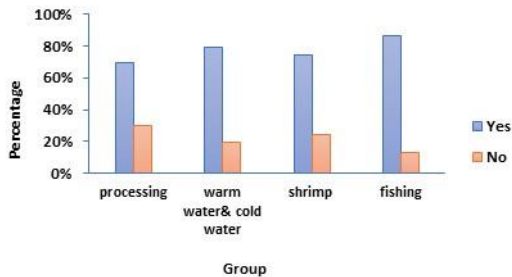 100%
80%
60%
40%
20%
0%
Percentage
processing
warm
water& cold
water
shrimp
fishing
Group
Yes
No